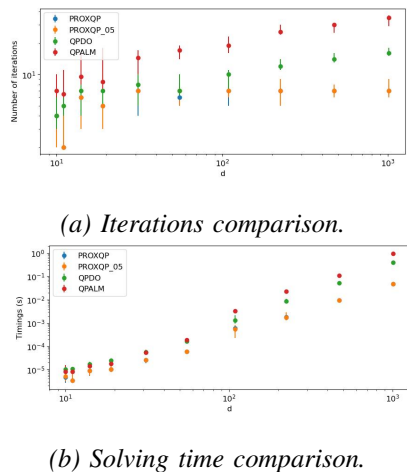 PROXQP
PROXQP_05
QPDO
QPALM
Number of iterations
10¹
10¹
10²
10³
d
(a) Iterations comparison.
PROXQP
PROXQP_05
QPDO
QPALM
Timings (s)
10⁰
10⁻¹
10⁻²
10⁻³
10⁻⁴
10⁻⁵
10¹
10²
10³
d
(b) Solving time comparison.